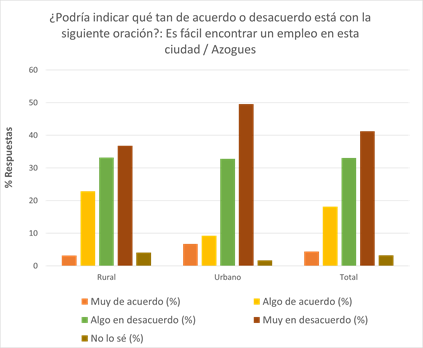 ¿Podría indicar qué tan de acuerdo o desacuerdo está con la
siguiente oración?: Es fácil encontrar un empleo en esta
ciudad / Azogues
% Respuestas
60
50
40
30
20
10
0
Rural
Urbano
Total
Muy de acuerdo (%)
Algo de acuerdo (%)
Algo en desacuerdo (%)
Muy en desacuerdo (%)
No lo sé (%)